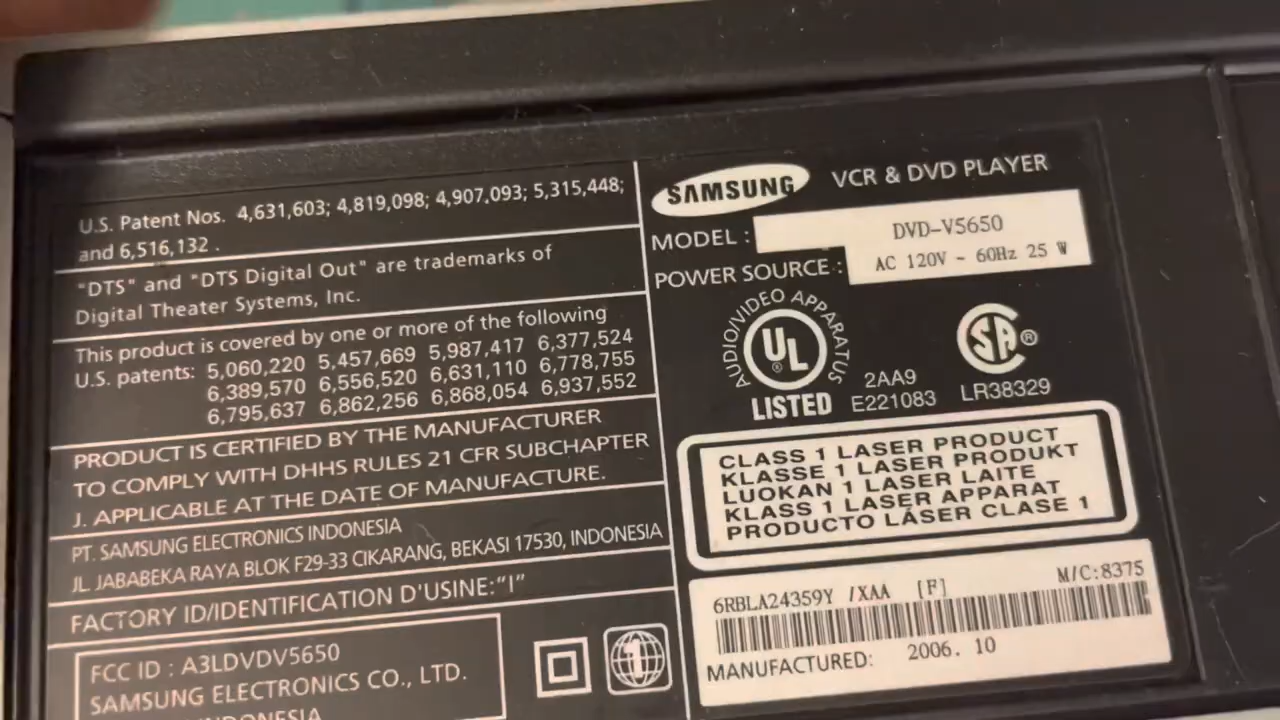 U.S. Patent Nos. 4,631,603; 4,819,098; 4,907,093; 5,315,448;
and 6,516,132 .
"DTS" and "DTS Digital Out" are trademarks of
Digital Theater Systems, Inc.
This product is covered by one or more of the following
U.S. patents: 5,060,220 5,457,669 5,987,417 6,377,524
6,389,570 6,556,520 6,631,110 6,778,755
6,795,637 6,862,256 6,868,054 6,937,552
PRODUCT IS CERTIFIED BY THE MANUFACTURER
TO COMPLY WITH DHHS RULES 21 CFR SUBCHAPTER
J. APPLICABLE AT THE DATE OF MANUFACTURE.
PT. SAMSUNG ELECTRONICS INDONESIA
JL. JABABEKA RAYA BLOK F29-33 CIKARANG, BEKASI 17530, INDONESIA
FACTORY ID/IDENTIFICATION D'USINE:"I"
FCC ID : A3LDVDV5650
SAMSUNG ELECTRONICS CO., LTD.
INDONESIA
1
SAMSUNG VCR & DVD PLAYER
MODEL : DVD-V5650
POWER SOURCE : AC 120V ~ 60Hz 25 W
AUDIO/VIDEO APPARATUS
UL ®
LISTED
2AA9
E221083
SA ®
LR38329
CLASS 1 LASER PRODUCT
KLASSE 1 LASER PRODUKT
LUOKAN 1 LASER LAITE
KLASS 1 LASER APPARAT
PRODUCTO LÁSER CLASE 1
6RBLA24359Y /XAA [F] M/C:8375
MANUFACTURED: 2006. 10